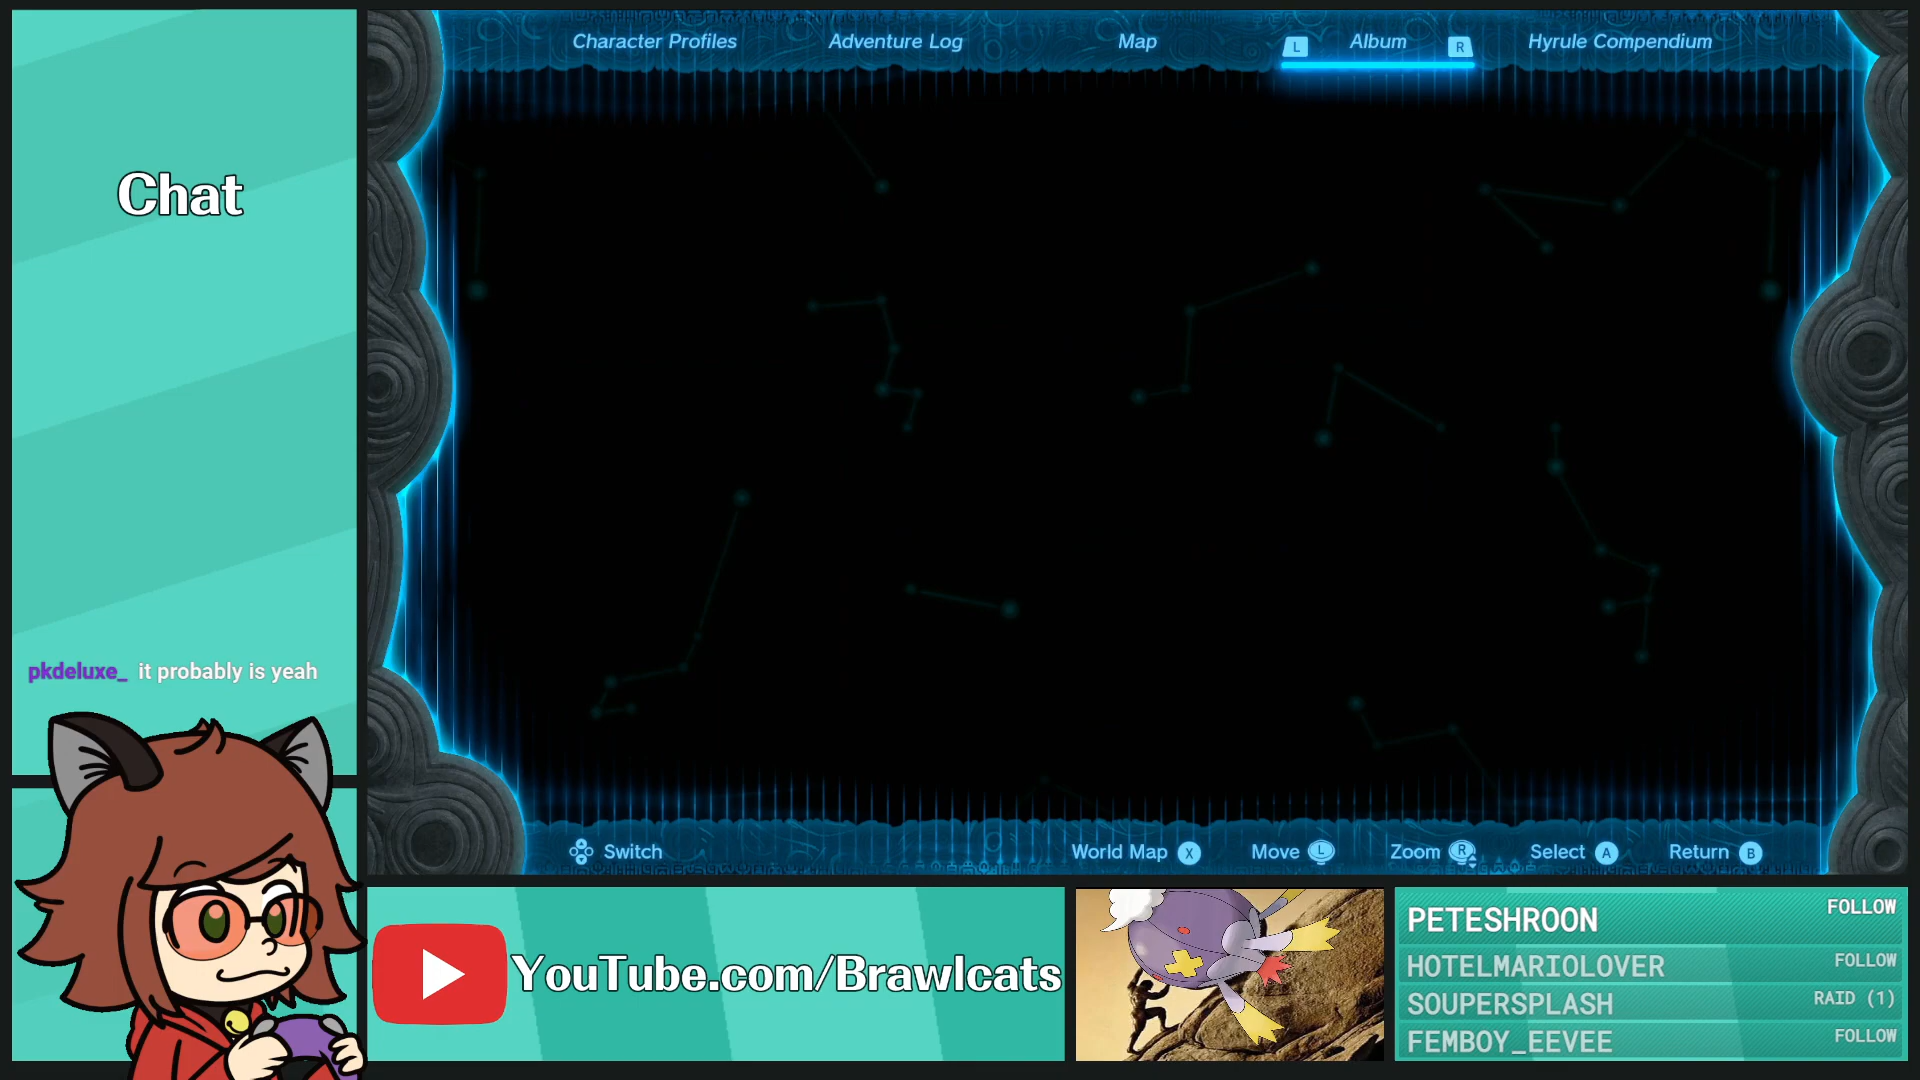 Character Profiles
Adventure Log
Map
L
Album
R
Hyrule Compendium
Chat
pkdeluxe_ it probably is yeah
Switch
World Map X
Move L
Zoom R
Select A
Return B
YouTube.com/Brawlcats
PETESHROON FOLLOW
HOTELMARIOLOVER FOLLOW
SOUPERSPLASH RAID (1)
FEMBOY_EEVEE FOLLOW